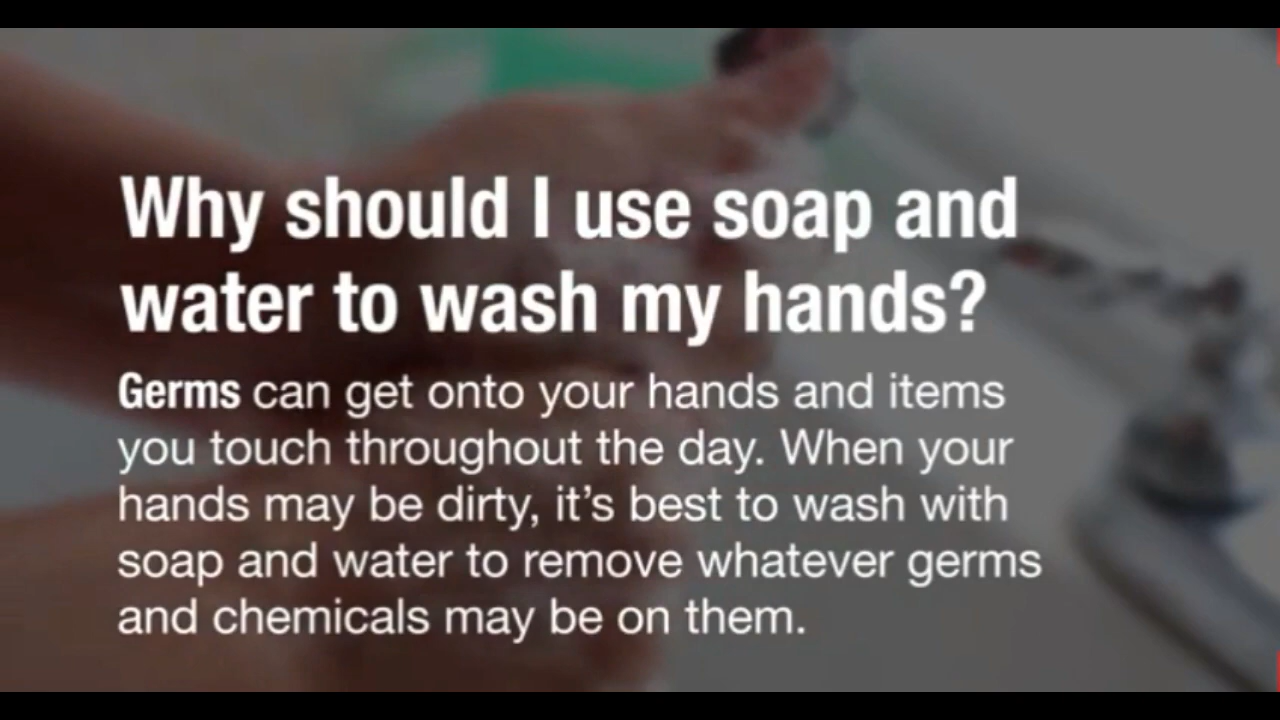 Why should I use soap and
water to wash my hands?
Germs can get onto your hands and items
you touch throughout the day. When your
hands may be dirty, it's best to wash with
soap and water to remove whatever germs
and chemicals may be on them.